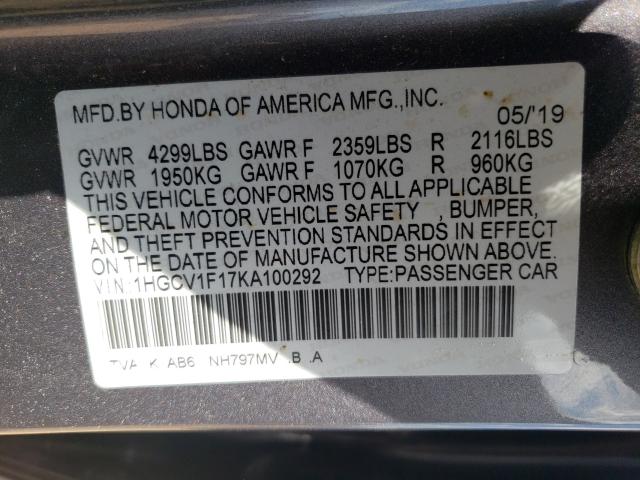 MFD.BY HONDA OF AMERICA MFG.,INC. 05/'19
GVWR 4299LBS GAWR F 2359LBS R 2116LBS
GVWR 1950KG GAWR F 1070KG R 960KG
THIS VEHICLE CONFORMS TO ALL APPLICABLE
FEDERAL MOTOR VEHICLE SAFETY , BUMPER,
AND THEFT PREVENTION STANDARDS IN EFFECT
ON THE DATE OF MANUFACTURE SHOWN ABOVE.
VIN:1HGCV1F17KA100292 TYPE:PASSENGER CAR
TVA K AB6 NH797MV .B .A